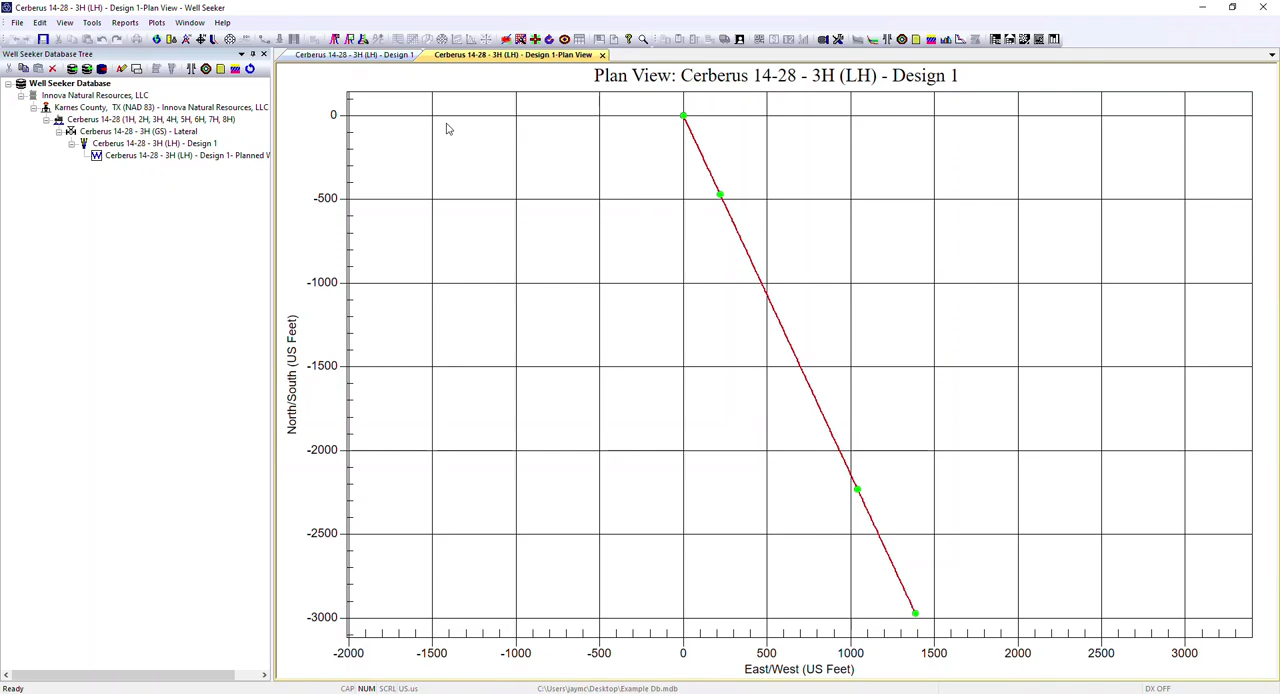 Cerberus 14-28 - 3H (LH) - Design 1-Plan View - Well Seeker
File Edit View Tools Reports Plots Window Help
Well Seeker Database Tree
Cerberus 14-28 - 3H (LH) - Design 1
Cerberus 14-28 - 3H (LH) - Design 1-Plan View
Well Seeker Database
Innova Natural Resources, LLC
Karnes County, TX (NAD 83) - Innova Natural Resources, LLC
Cerberus 14-28 (1H, 2H, 3H, 4H, 5H, 6H, 7H, 8H)
Cerberus 14-28 - 3H (GS) - Lateral
Cerberus 14-28 - 3H (LH) - Design 1
Cerberus 14-28 - 3H (LH) - Design 1- Planned W
Plan View: Cerberus 14-28 - 3H (LH) - Design 1
0
-500
-1000
-1500
-2000
-2500
-3000
North/South (US Feet)
-2000 -1500 -1000 -500 0 500 1000 1500 2000 2500 3000
East/West (US Feet)
Ready
CAP NUM SCRL US.us
C:\Users\jaymc\Desktop\Example Db.mdb
DX OFF